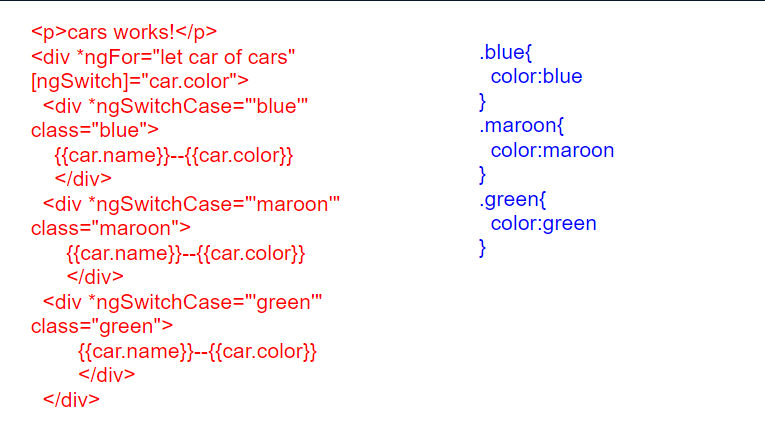 <p>cars works!</p>
<div *ngFor="let car of cars"
[ngSwitch]="car.color">
<div *ngSwitchCase="'blue'"
class="blue">
{{car.name}}--{{car.color}}
</div>
<div *ngSwitchCase="'maroon'"
class="maroon">
{{car.name}}--{{car.color}}
</div>
<div *ngSwitchCase="'green'"
class="green">
{{car.name}}--{{car.color}}
</div>
</div>
.blue{
color:blue
}
.maroon{
color:maroon
}
.green{
color:green
}